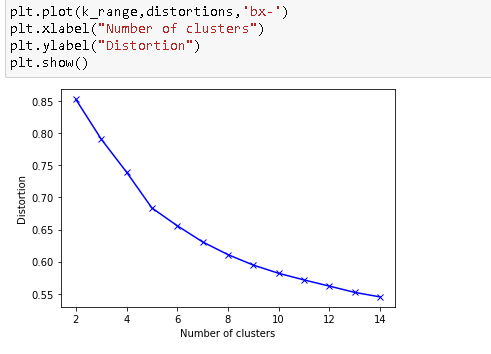 plt.plot(k_range,distortions,'bx-')
plt.xlabel("Number of clusters")
plt.ylabel("Distortion")
plt.show()
0.85
0.80
0.75
0.70
0.65
0.60
0.55
Distortion
2 4 6 8 10 12 14
Number of clusters